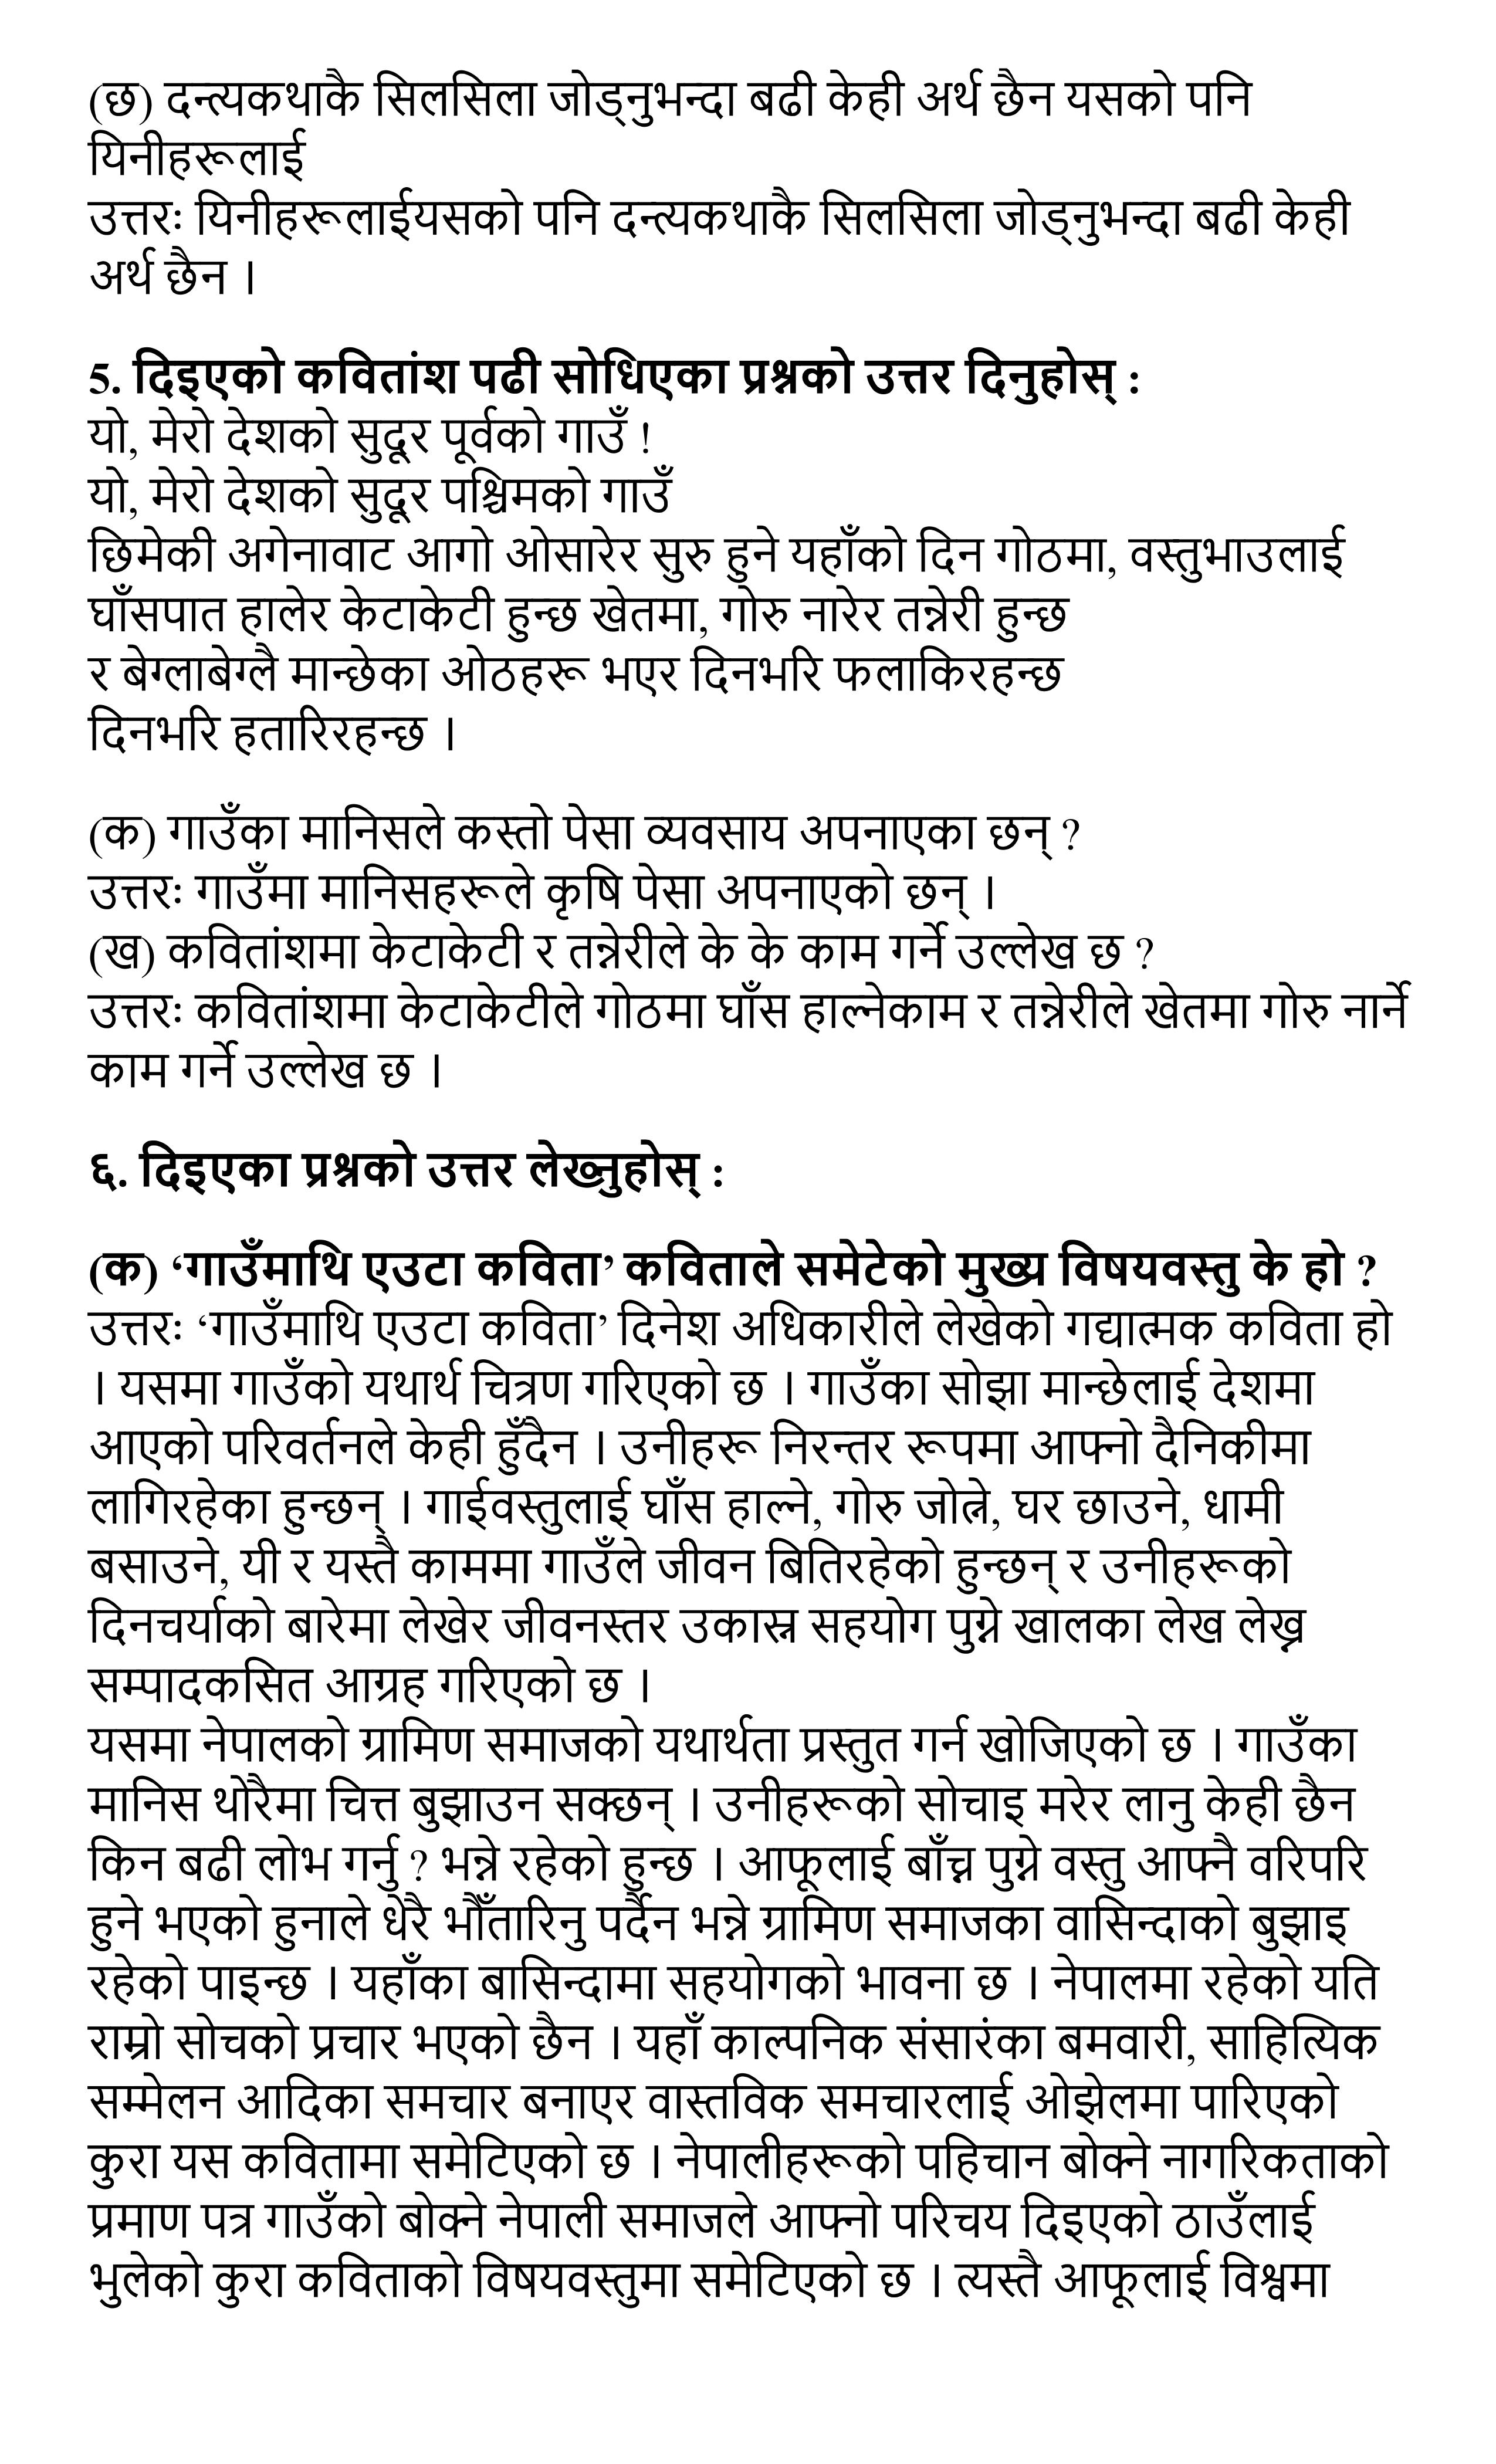 (छ) दन्त्यकथाकै सिलसिला जोड्नुभन्दा बढी केही अर्थ छैन यसको पनि
यिनीहरूलाई
उत्तरः यिनीहरूलाईयसको पनि दन्त्यकथाकै सिलसिला जोड्नुभन्दा बढी केही
अर्थ छैन ।
5. दिइएको कवितांश पढी सोधिएका प्रश्नको उत्तर दिनुहोस् :
यो, मेरो देशको सुदूर पूर्वको गाउँ !
यो, मेरो देशको सुदूर पश्चिमको गाउँ
छिमेकी अगेनावाट आगो ओसारेर सुरु हुने यहाँको दिन गोठमा, वस्तुभाउलाई
घाँसपात हालेर केटाकेटी हुन्छ खेतमा, गोरु नारेर तन्नेरी हुन्छ
र बेग्लाबेग्लै मान्छेका ओठहरू भएर दिनभरि फलाकिरहन्छ
दिनभरि हतारिरहन्छ ।
(क) गाउँका मानिसले कस्तो पेसा व्यवसाय अपनाएका छन् ?
उत्तरः गाउँमा मानिसहरूले कृषि पेसा अपनाएको छन् ।
(ख) कवितांशमा केटाकेटी र तन्नेरीले के के काम गर्ने उल्लेख छ ?
उत्तरः कवितांशमा केटाकेटीले गोठमा घाँस हाल्नेकाम र तन्नेरीले खेतमा गोरु नार्ने
काम गर्ने उल्लेख छ ।
६. दिइएका प्रश्नको उत्तर लेख्नुहोस् :
(क) ‘गाउँमाथि एउटा कविता’ कविताले समेटेको मुख्य विषयवस्तु के हो ?
उत्तरः ‘गाउँमाथि एउटा कविता’ दिनेश अधिकारीले लेखेको गद्यात्मक कविता हो
। यसमा गाउँको यथार्थ चित्रण गरिएको छ । गाउँका सोझा मान्छेलाई देशमा
आएको परिवर्तनले केही हुँदैन । उनीहरू निरन्तर रूपमा आफ्नो दैनिकीमा
लागिरहेका हुन्छन् । गाईवस्तुलाई घाँस हाल्ने, गोरु जोत्ने, घर छाउने, धामी
बसाउने, यी र यस्तै काममा गाउँले जीवन बितिरहेको हुन्छन् र उनीहरूको
दिनचर्याको बारेमा लेखेर जीवनस्तर उकास्न सहयोग पुग्ने खालका लेख लेख्न
सम्पादकसित आग्रह गरिएको छ ।
यसमा नेपालको ग्रामिण समाजको यथार्थता प्रस्तुत गर्न खोजिएको छ । गाउँका
मानिस थोरैमा चित्त बुझाउन सक्छन् । उनीहरूको सोचाइ मरेर लानु केही छैन
किन बढी लोभ गर्नु ? भन्ने रहेको हुन्छ । आफूलाई बाँच्न पुग्ने वस्तु आफ्नै वरिपरि
हुने भएको हुनाले धेरै भौँतारिनु पर्दैन भन्ने ग्रामिण समाजका वासिन्दाको बुझाइ
रहेको पाइन्छ । यहाँका बासिन्दामा सहयोगको भावना छ । नेपालमा रहेको यति
राम्रो सोचको प्रचार भएको छैन । यहाँ काल्पनिक संसारंका बमवारी, साहित्यिक
सम्मेलन आदिका समचार बनाएर वास्तविक समचारलाई ओझेलमा पारिएको
कुरा यस कवितामा समेटिएको छ । नेपालीहरूको पहिचान बोक्ने नागरिकताको
प्रमाण पत्र गाउँको बोक्ने नेपाली समाजले आफ्नो परिचय दिइएको ठाउँलाई
भुलेको कुरा कविताको विषयवस्तुमा समेटिएको छ । त्यस्तै आफूलाई विश्वमा